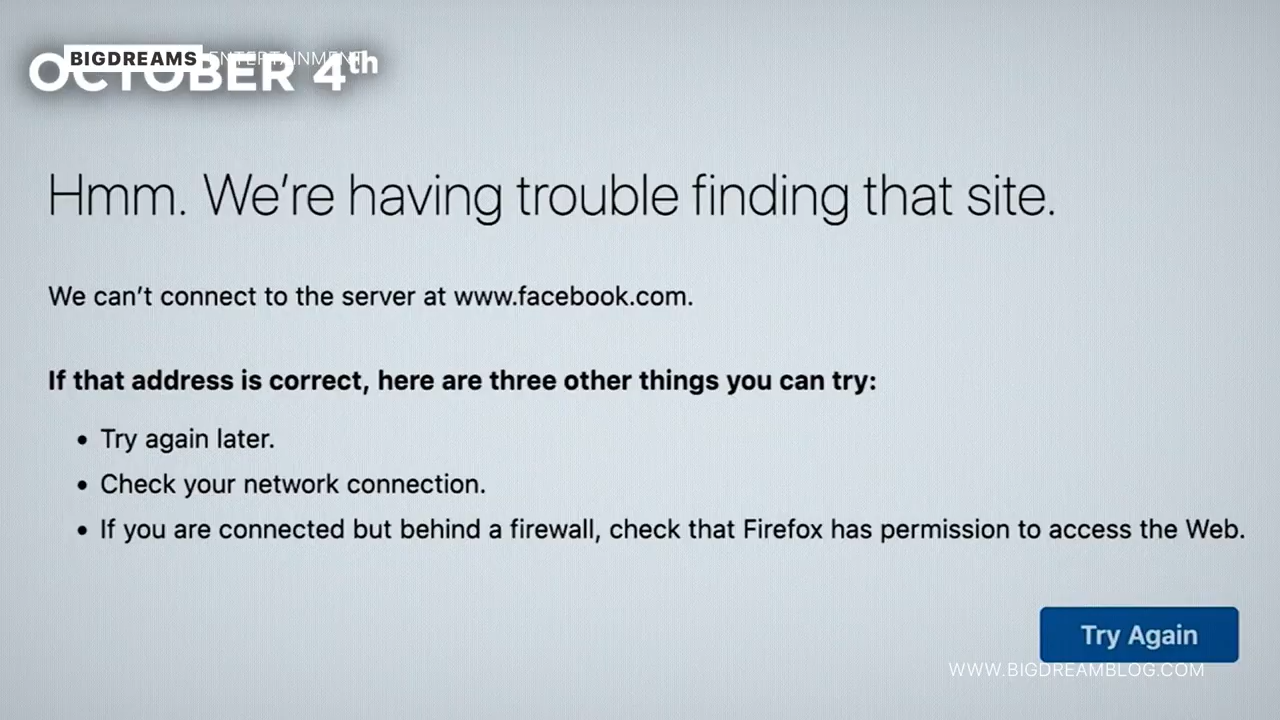 BIGDREAMS ENTERTAINMENT
OCTOBER 4th
Hmm. We’re having trouble finding that site.
We can’t connect to the server at www.facebook.com.
If that address is correct, here are three other things you can try:
• Try again later.
• Check your network connection.
• If you are connected but behind a firewall, check that Firefox has permission to access the Web.
Try Again
WWW.BIGDREAMBLOG.COM